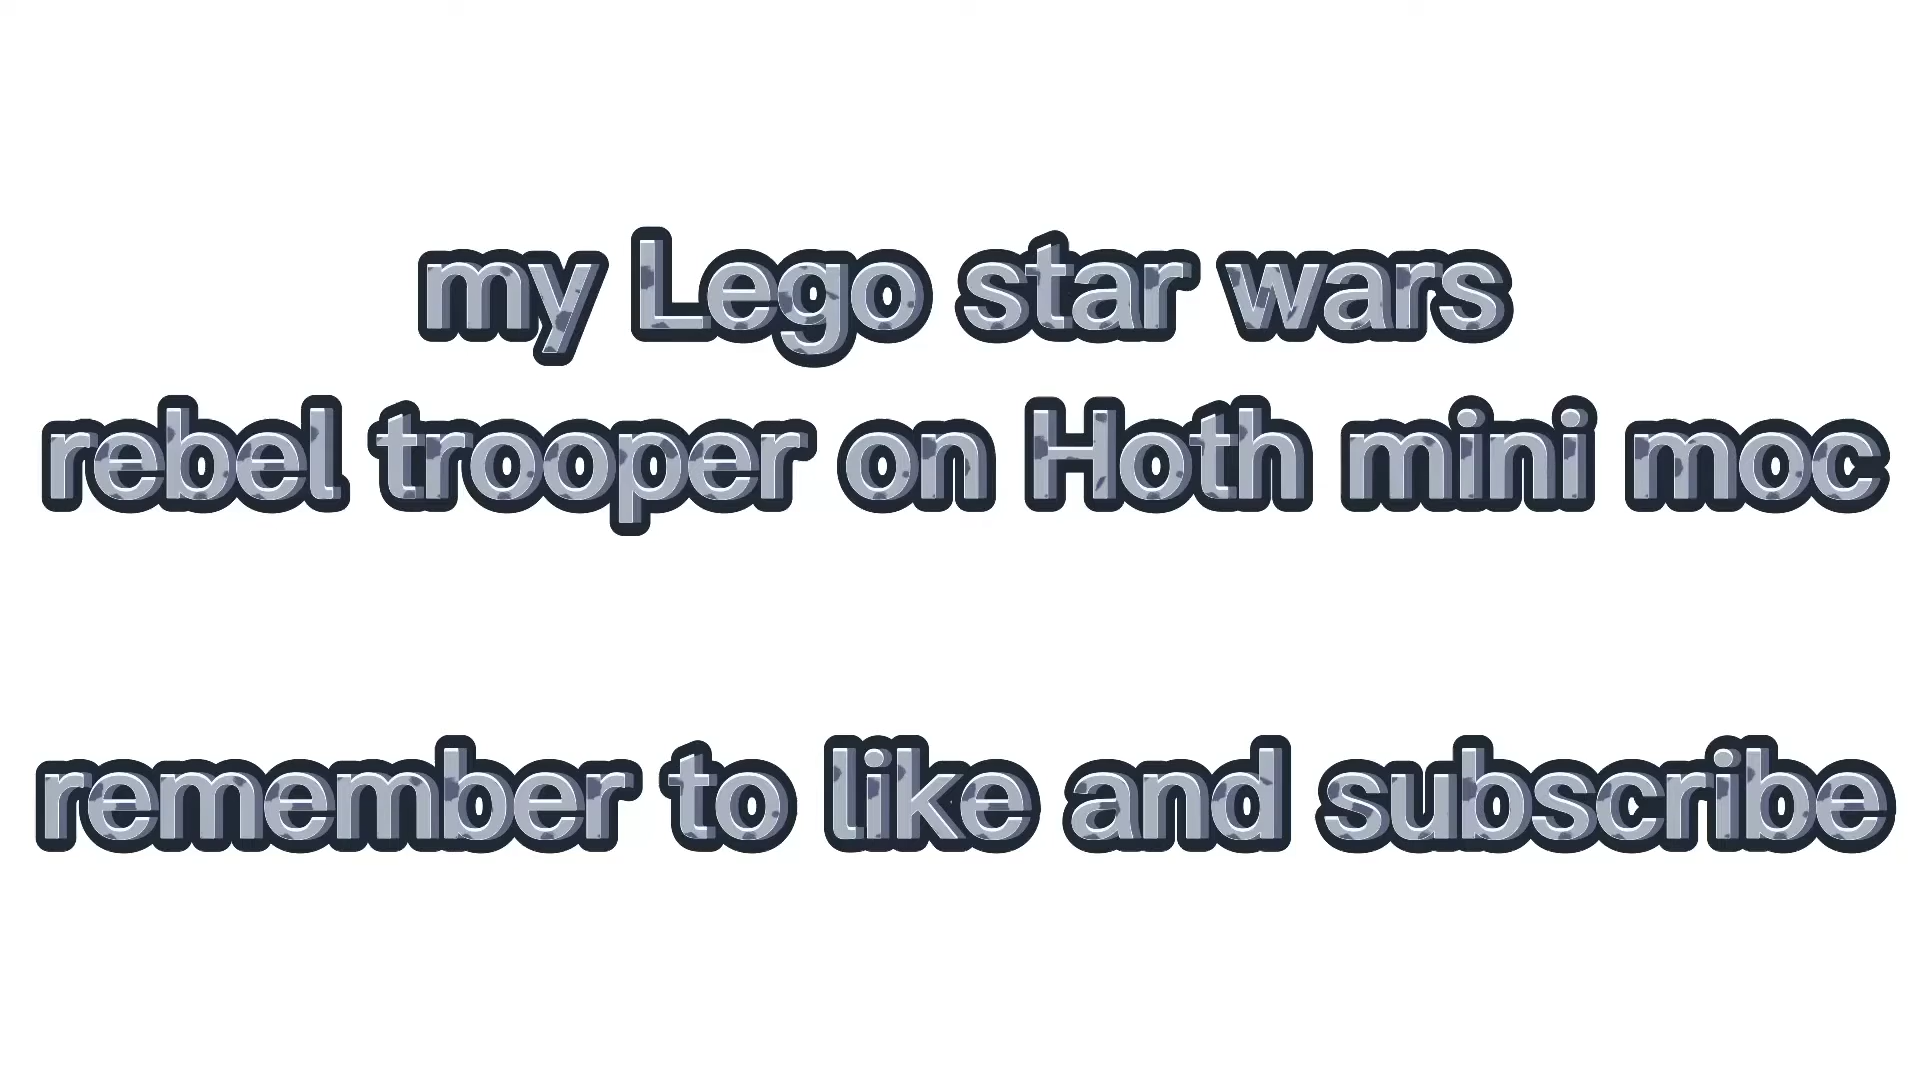 my Lego star wars
rebel trooper on Hoth mini moc
remember to like and subscribe